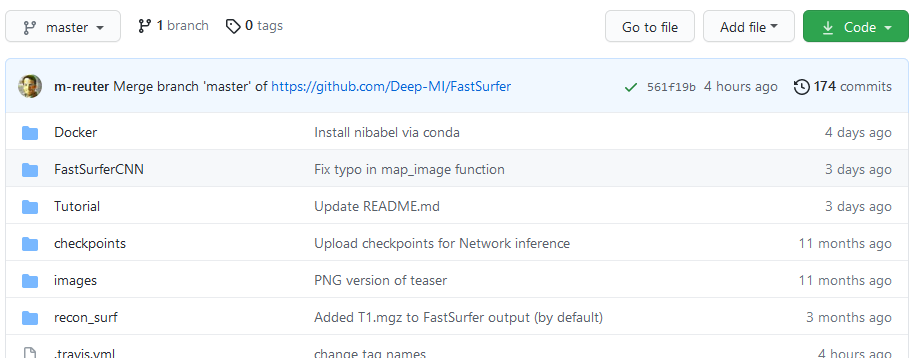 master 1 branch 0 tags Go to file Add file Code
m-reuter Merge branch 'master' of https://github.com/Deep-MI/FastSurfer 561f19b 4 hours ago 174 commits
Docker Install nibabel via conda 4 days ago
FastSurferCNN Fix typo in map_image function 3 days ago
Tutorial Update README.md 3 days ago
checkpoints Upload checkpoints for Network inference 11 months ago
images PNG version of teaser 11 months ago
recon_surf Added T1.mgz to FastSurfer output (by default) 3 months ago
.travis.yml change tag names 4 hours ago